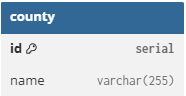 county
id serial
name varchar(255)